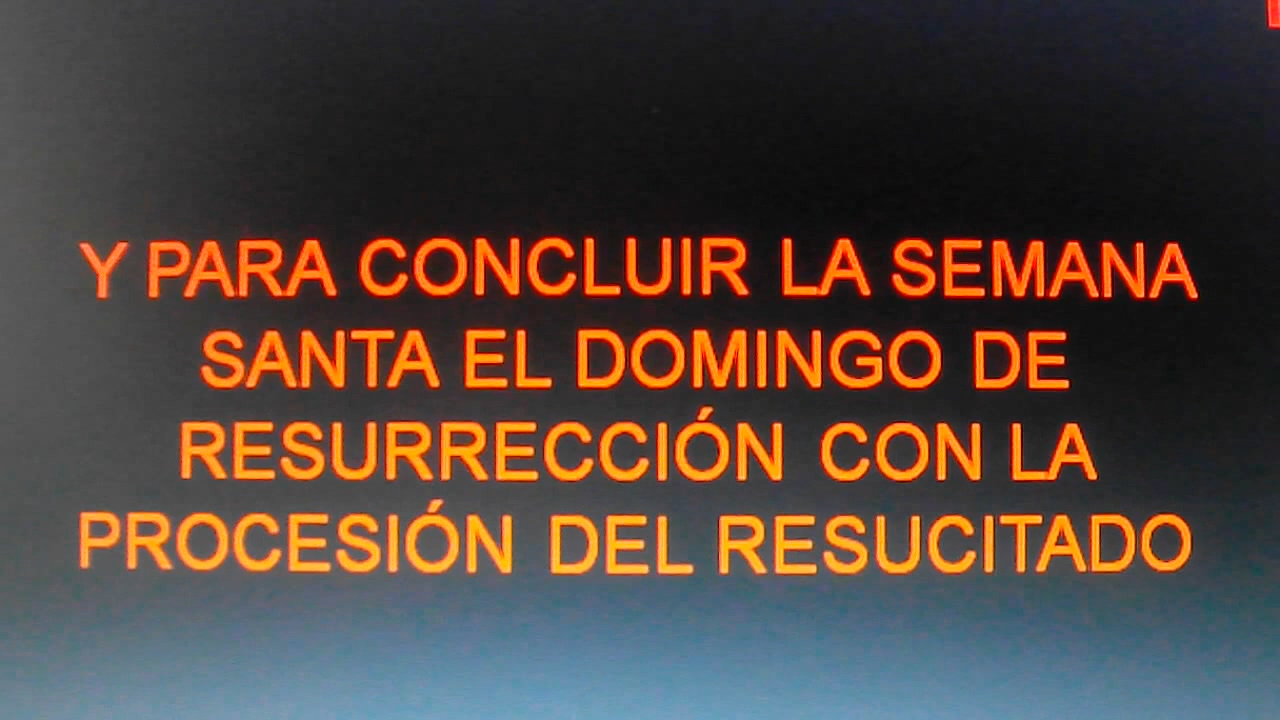 Y PARA CONCLUIR LA SEMANA
SANTA EL DOMINGO DE
RESURRECCIÓN CON LA
PROCESIÓN DEL RESUCITADO